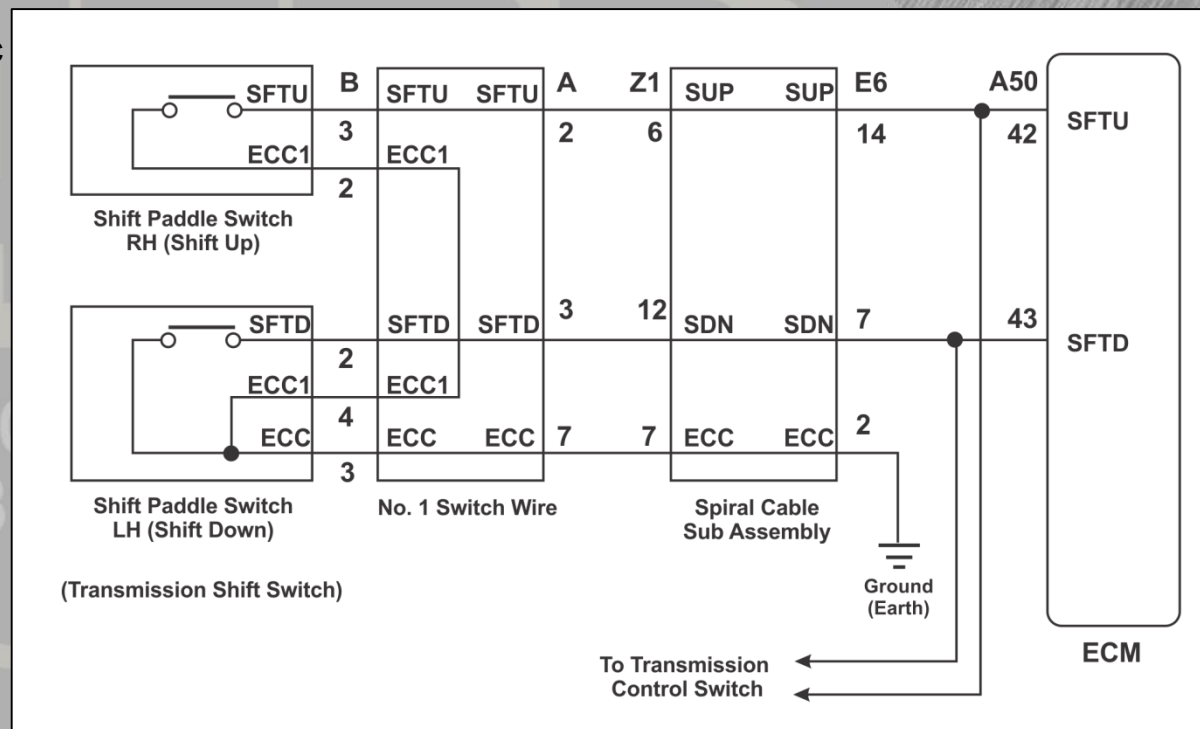 B
A
Z1
E6
A50
SFTU
SFTU
SFTU
SUP
SUP
SFTU
3
2
6
14
42
ECC1
ECC1
2
Shift Paddle Switch
RH (Shift Up)
3
12
7
43
SFTD
SFTD
SFTD
SDN
SDN
SFTD
2
ECC1
ECC1
4
ECC
ECC
ECC
7
7
ECC
ECC
2
3
Shift Paddle Switch
LH (Shift Down)
No. 1 Switch Wire
Spiral Cable
Sub Assembly
(Transmission Shift Switch)
Ground
(Earth)
To Transmission
Control Switch
ECM